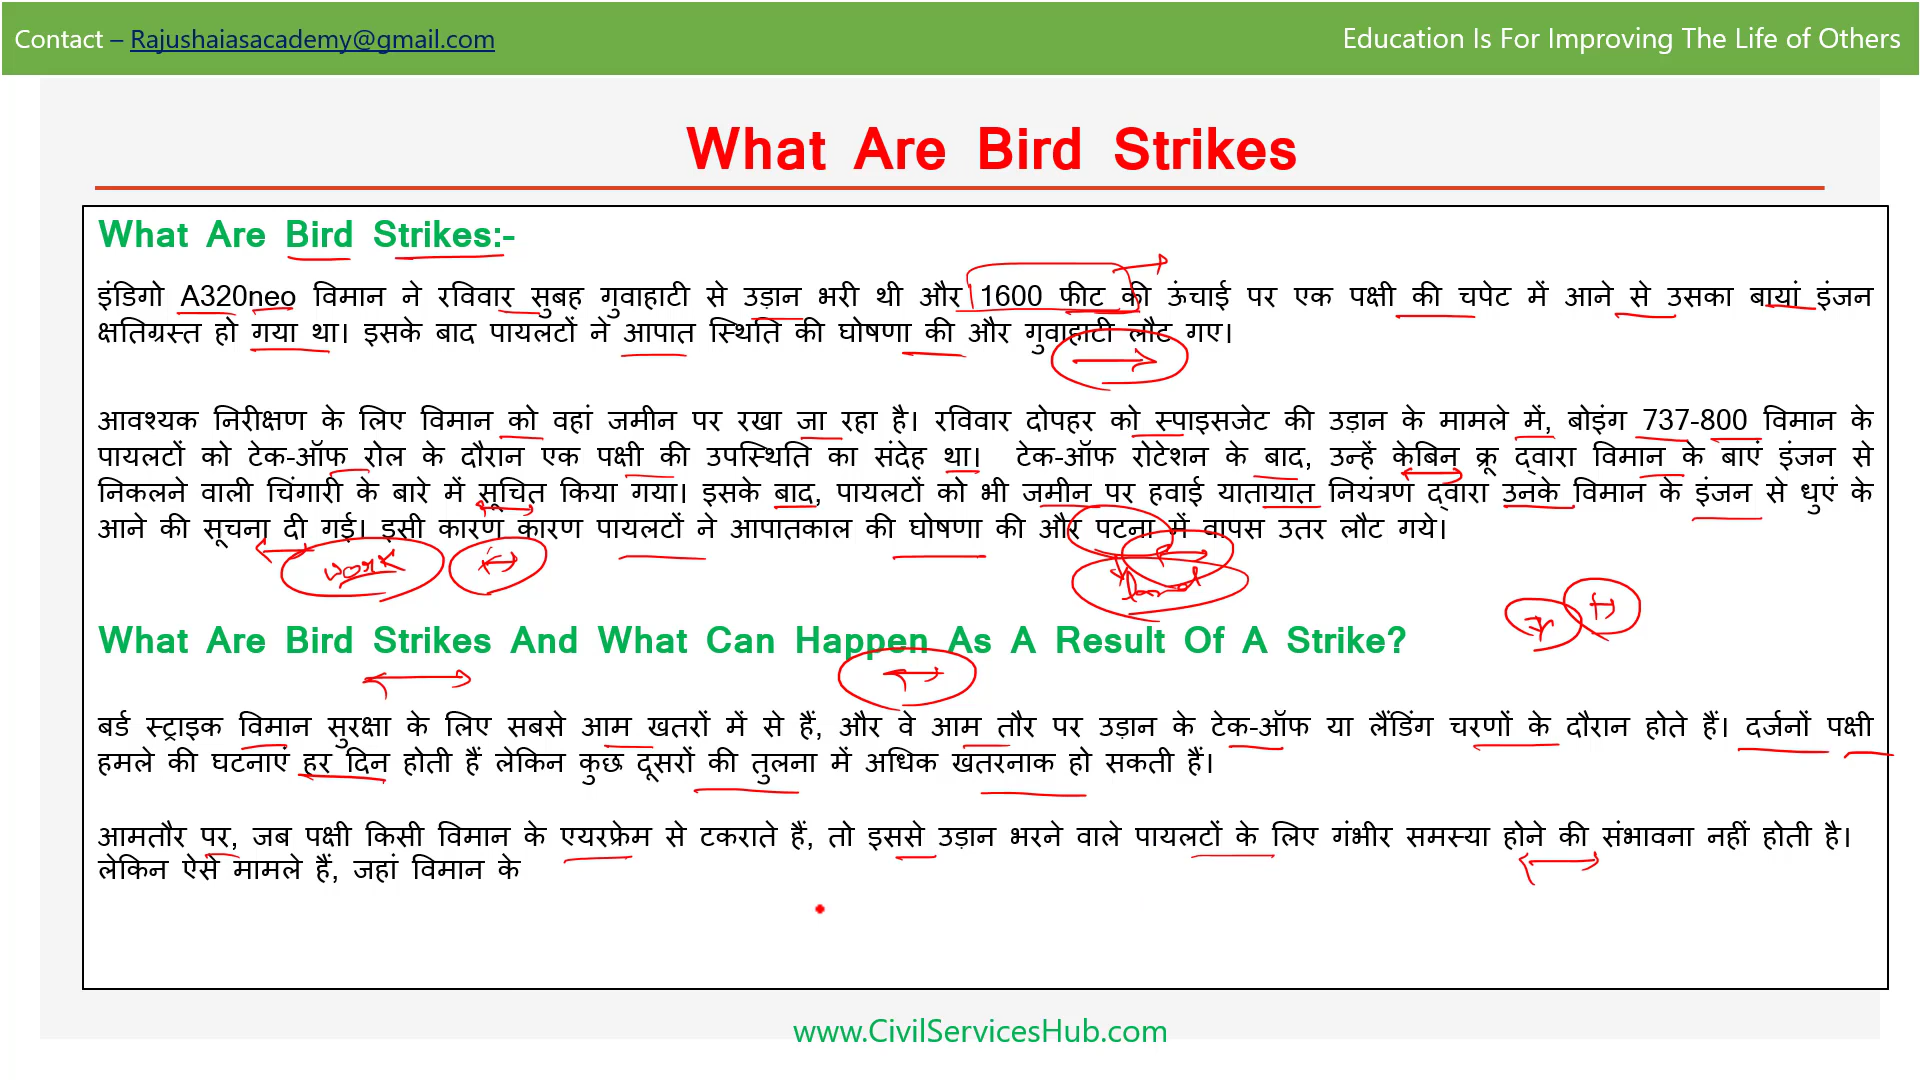 Contact – Rajushaiasacademy@gmail.com
Education Is For Improving The Life of Others
What Are Bird Strikes
What Are Bird Strikes:-
इंडिगो A320neo विमान ने रविवार सुबह गुवाहाटी से उड़ान भरी थी और 1600 फीट की ऊंचाई पर एक पक्षी की चपेट में आने से उसका बायां इंजन
क्षतिग्रस्त हो गया था। इसके बाद पायलटों ने आपात स्थिति की घोषणा की और गुवाहाटी लौट गए।
आवश्यक निरीक्षण के लिए विमान को वहां जमीन पर रखा जा रहा है। रविवार दोपहर को स्पाइसजेट की उड़ान के मामले में, बोइंग 737-800 विमान के
पायलटों को टेक-ऑफ रोल के दौरान एक पक्षी की उपस्थिति का संदेह था। टेक-ऑफ रोटेशन के बाद, उन्हें केबिन क्रू द्वारा विमान के बाएं इंजन से
निकलने वाली चिंगारी के बारे में सूचित किया गया। इसके बाद, पायलटों को भी जमीन पर हवाई यातायात नियंत्रण द्वारा उनके विमान के इंजन से धुएं के
आने की सूचना दी गई। इसी कारण कारण पायलटों ने आपातकाल की घोषणा की और पटना में वापस उतर लौट गये।
work
What Are Bird Strikes And What Can Happen As A Result Of A Strike?
बर्ड स्ट्राइक विमान सुरक्षा के लिए सबसे आम खतरों में से हैं, और वे आम तौर पर उड़ान के टेक-ऑफ या लैंडिंग चरणों के दौरान होते हैं। दर्जनों पक्षी
हमले की घटनाएं हर दिन होती हैं लेकिन कुछ दूसरों की तुलना में अधिक खतरनाक हो सकती हैं।
आमतौर पर, जब पक्षी किसी विमान के एयरफ्रेम से टकराते हैं, तो इससे उड़ान भरने वाले पायलटों के लिए गंभीर समस्या होने की संभावना नहीं होती है।
लेकिन ऐसे मामले हैं, जहां विमान के
www.CivilServicesHub.com